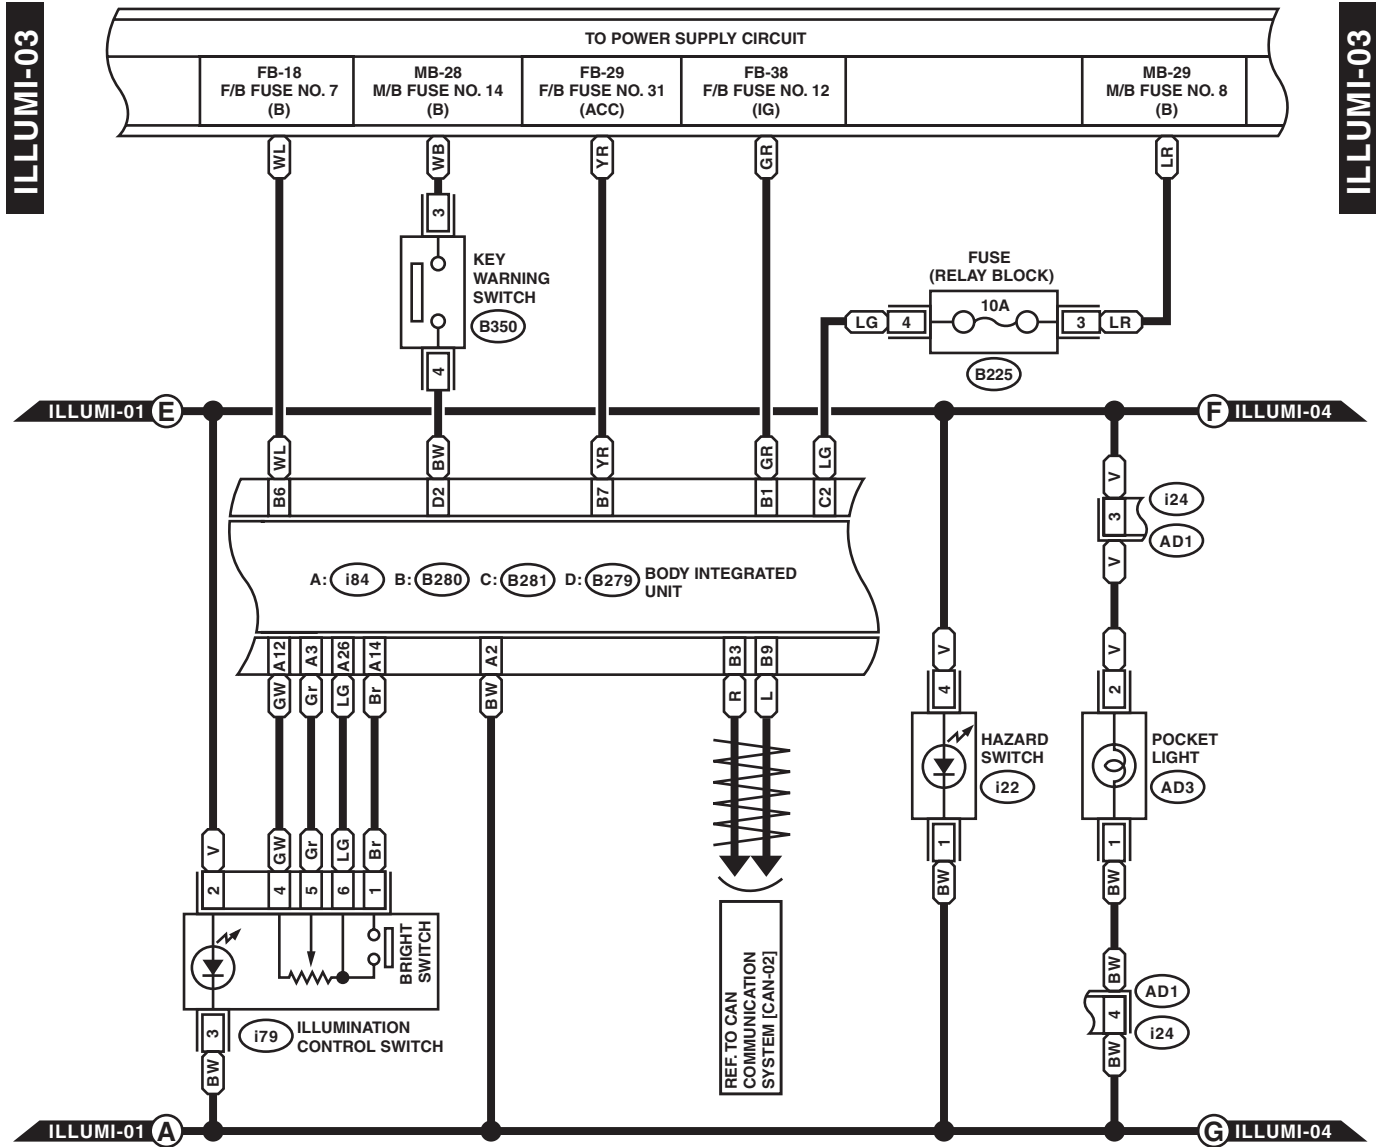 ILLUMI-03
ILLUMI-03
TO POWER SUPPLY CIRCUIT
FB-18
F/B FUSE NO. 7
(B)
MB-28
M/B FUSE NO. 14
(B)
FB-29
F/B FUSE NO. 31
(ACC)
FB-38
F/B FUSE NO. 12
(IG)
MB-29
M/B FUSE NO. 8
(B)
WL
WB
YR
GR
LR
3
KEY
WARNING
SWITCH
B350
4
FUSE
(RELAY BLOCK)
10A
LG
4
3
LR
B225
ILLUMI-01
E
F
ILLUMI-04
WL
BW
YR
GR
LG
B6
D2
B7
B1
C2
V
3
i24
AD1
V
A:
i84
B:
B280
C:
B281
D:
B279
BODY INTEGRATED
UNIT
A12
A3
A26
A14
A2
B3
B9
GW
Gr
LG
Br
BW
R
L
V
4
HAZARD
SWITCH
i22
1
BW
V
2
POCKET
LIGHT
AD3
1
BW
V
GW
Gr
LG
Br
2
4
5
6
1
BRIGHT
SWITCH
3
i79
ILLUMINATION
CONTROL SWITCH
BW
REF. TO CAN
COMMUNICATION
SYSTEM [CAN-02]
BW
4
AD1
i24
BW
ILLUMI-01
A
G
ILLUMI-04